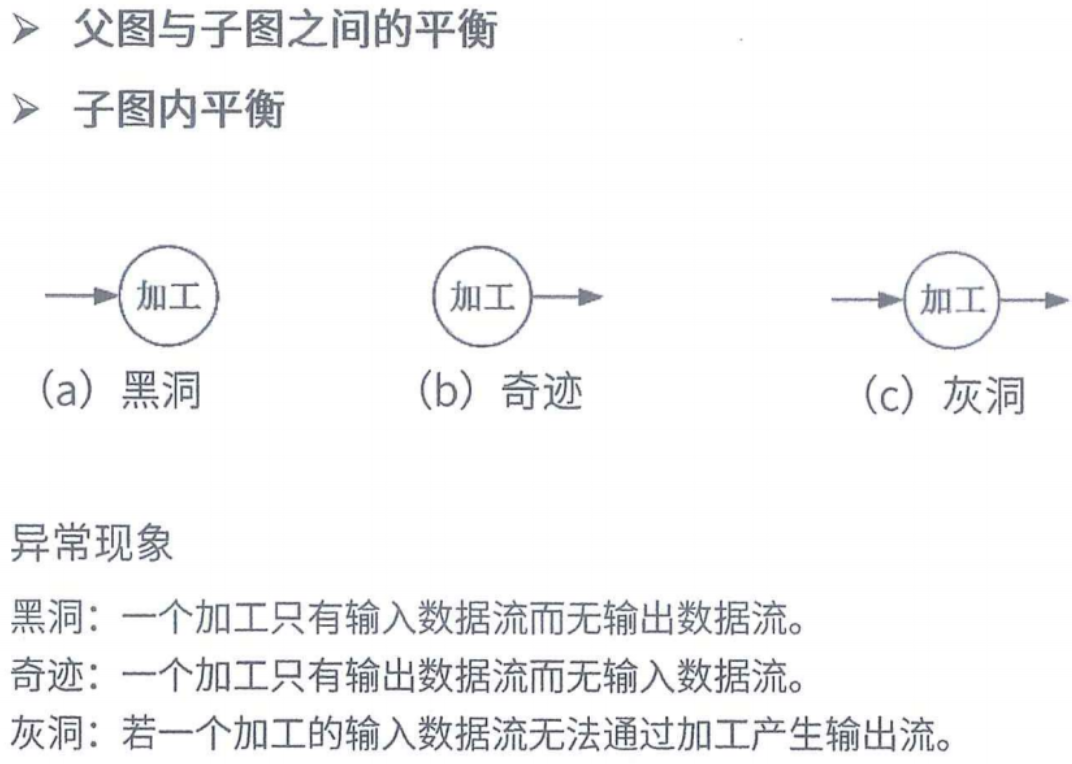 ➢ 父图与子图之间的平衡
➢ 子图内平衡
加工 加工 加工
（a）黑洞 （b）奇迹 （c）灰洞
异常现象
黑洞：一个加工只有输入数据流而无输出数据流。
奇迹：一个加工只有输出数据流而无输入数据流。
灰洞：若一个加工的输入数据流无法通过加工产生输出流。